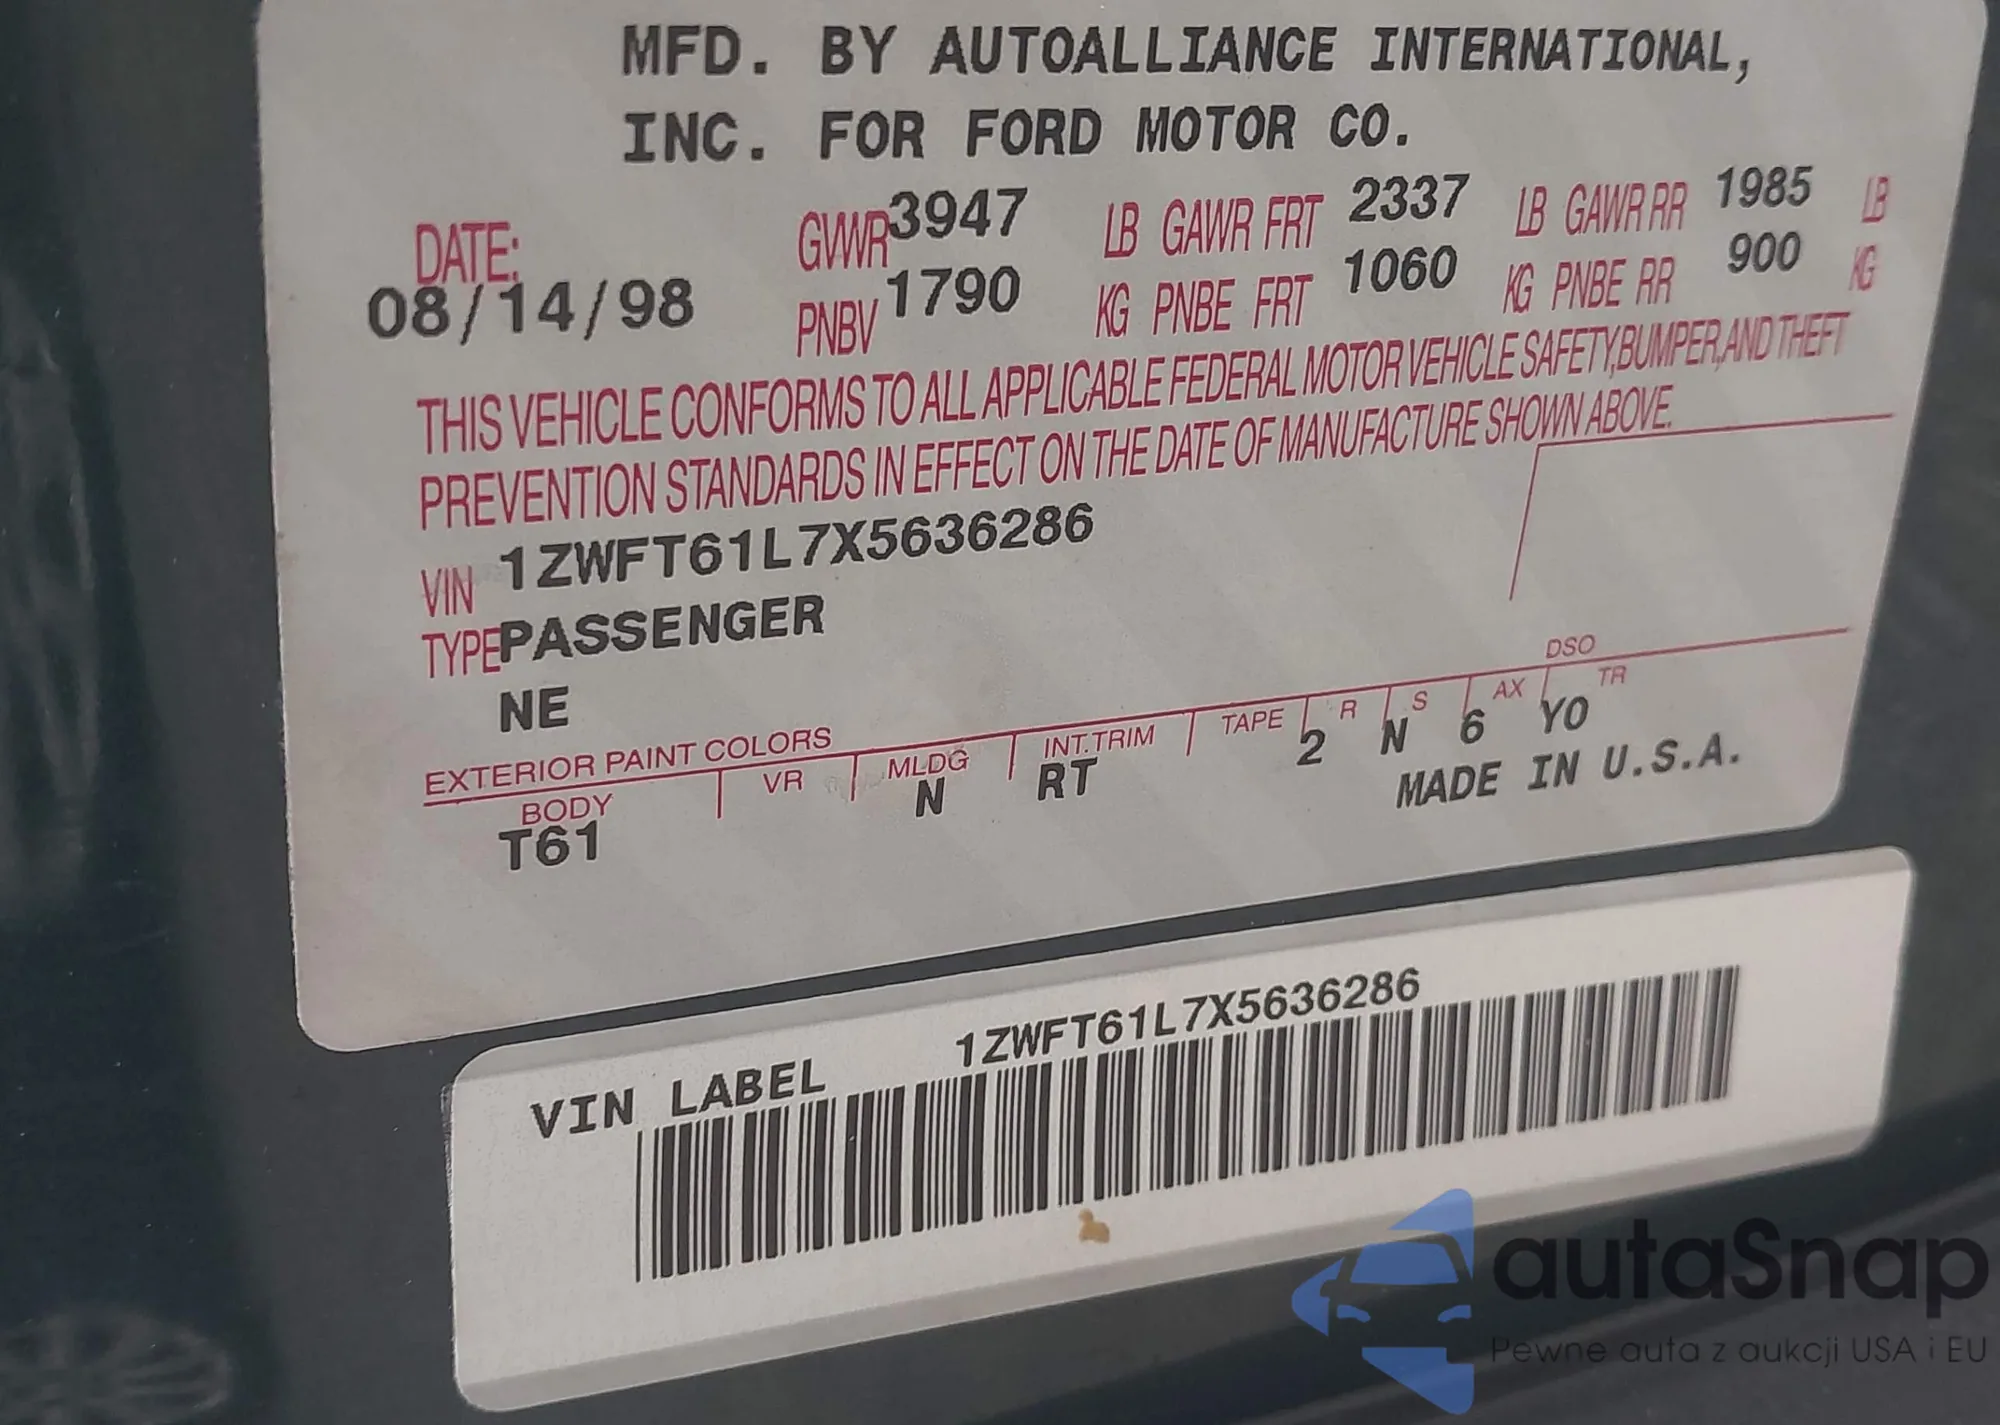 MFD. BY AUTOALLIANCE INTERNATIONAL,
INC. FOR FORD MOTOR CO.
DATE: GVWR 3947 LB GAWR FRT 2337 LB GAWR RR 1985 LB
08/14/98 PNBV 1790 KG PNBE FRT 1060 KG PNBE RR 900 KG
THIS VEHICLE CONFORMS TO ALL APPLICABLE FEDERAL MOTOR VEHICLE SAFETY, BUMPER, AND THEFT
PREVENTION STANDARDS IN EFFECT ON THE DATE OF MANUFACTURE SHOWN ABOVE.
VIN 1ZWFT61L7X5636286
TYPE PASSENGER
NE
DSO
EXTERIOR PAINT COLORS
BODY VR MLDG INT. TRIM TAPE R S AX TR
T61 N RT 2 N 6 Y0
MADE IN U.S.A.
VIN LABEL 1ZWFT61L7X5636286
autaSnap
Pewne auta z aukcji USA i EU